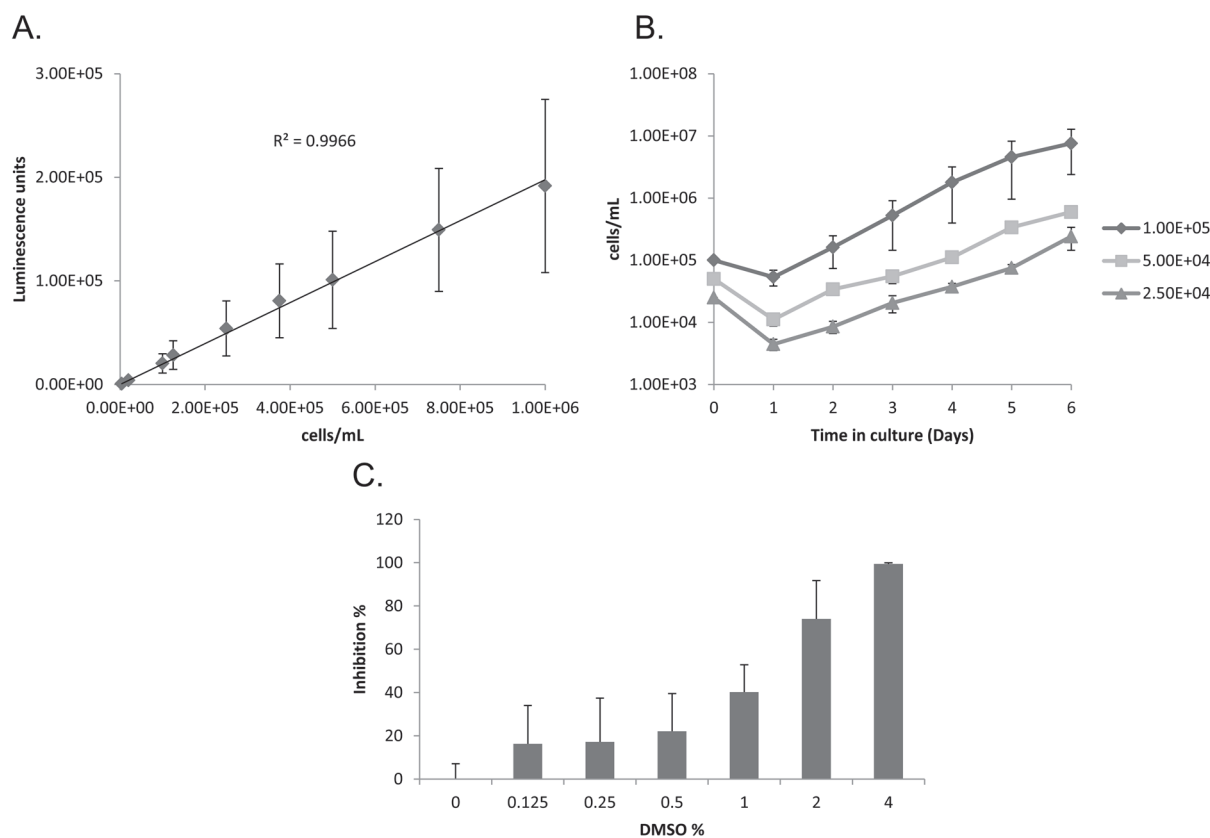 A.
3.00E+05
2.00E+05
1.00E+05
0.00E+00
Luminescence units
R² = 0.9966
0.00E+00 2.00E+05 4.00E+05 6.00E+05 8.00E+05 1.00E+06
cells/mL
B.
1.00E+08
1.00E+07
1.00E+06
1.00E+05
1.00E+04
1.00E+03
cells/mL
0 1 2 3 4 5 6
Time in culture (Days)
1.00E+05
5.00E+04
2.50E+04
C.
120
100
80
60
40
20
0
Inhibition %
0 0.125 0.25 0.5 1 2 4
DMSO %